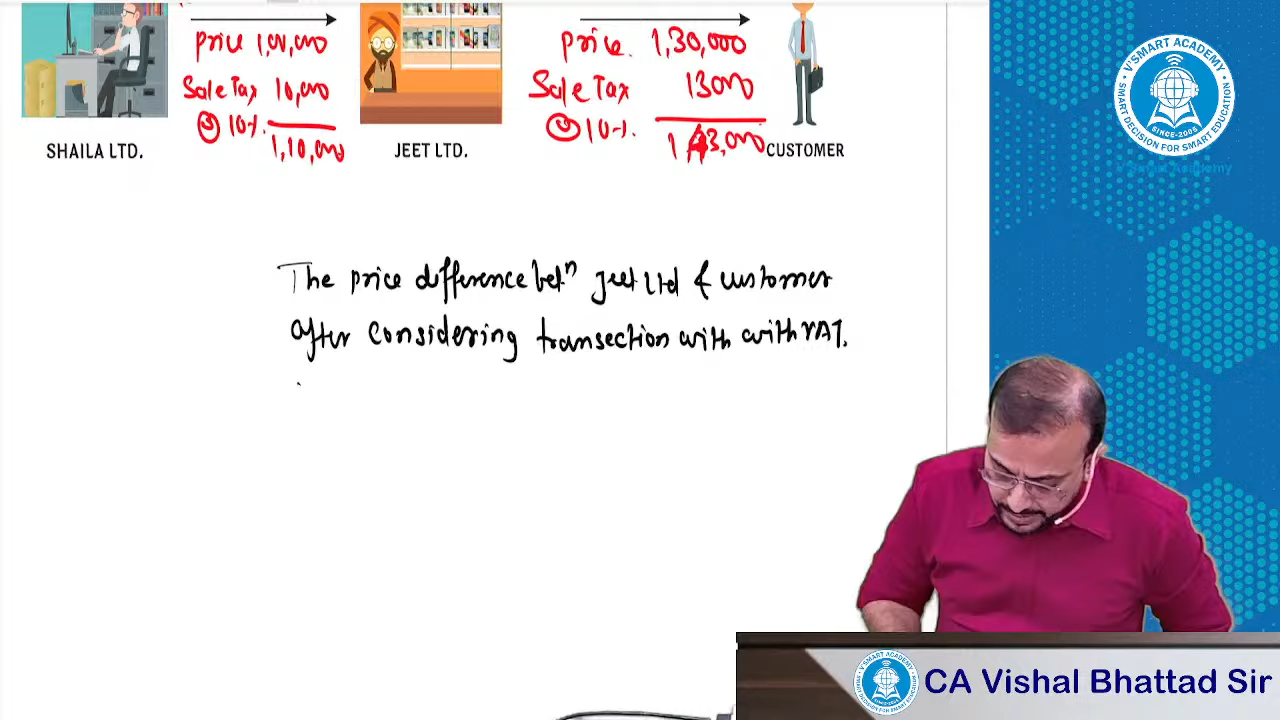 Price 1,00,000
Sale Tax 10,000
@ 10%.
1,10,000
SHAILA LTD.
JEET LTD.
Price. 1,30,000
Sale Tax 13000
@ 10%.
1,43,000
CUSTOMER
The price difference betⁿ Jeet Ltd & customer
after considering transection with with VAT.
V'SMART ACADEMY
SINCE-2005
SMART DECISION FOR SMART EDUCATION
V'Smart Academy
CA Vishal Bhattad Sir